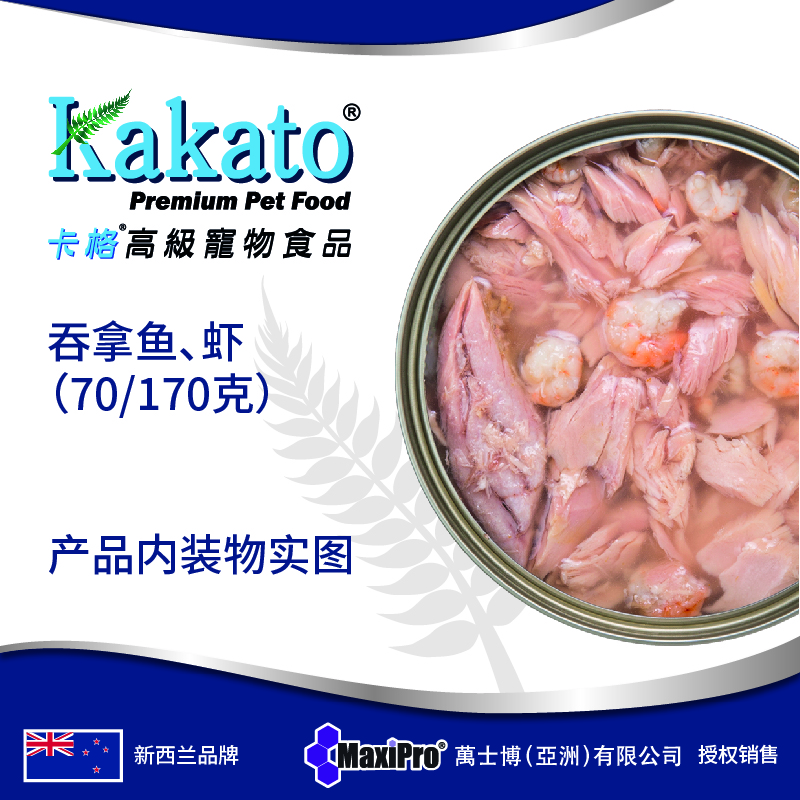 Kakato®
Premium Pet Food
卡格®高級寵物食品
吞拿鱼、虾
（70/170克）
产品内装物实图
新西兰品牌
MaxiPro®
萬士博（亞洲）有限公司
授权销售